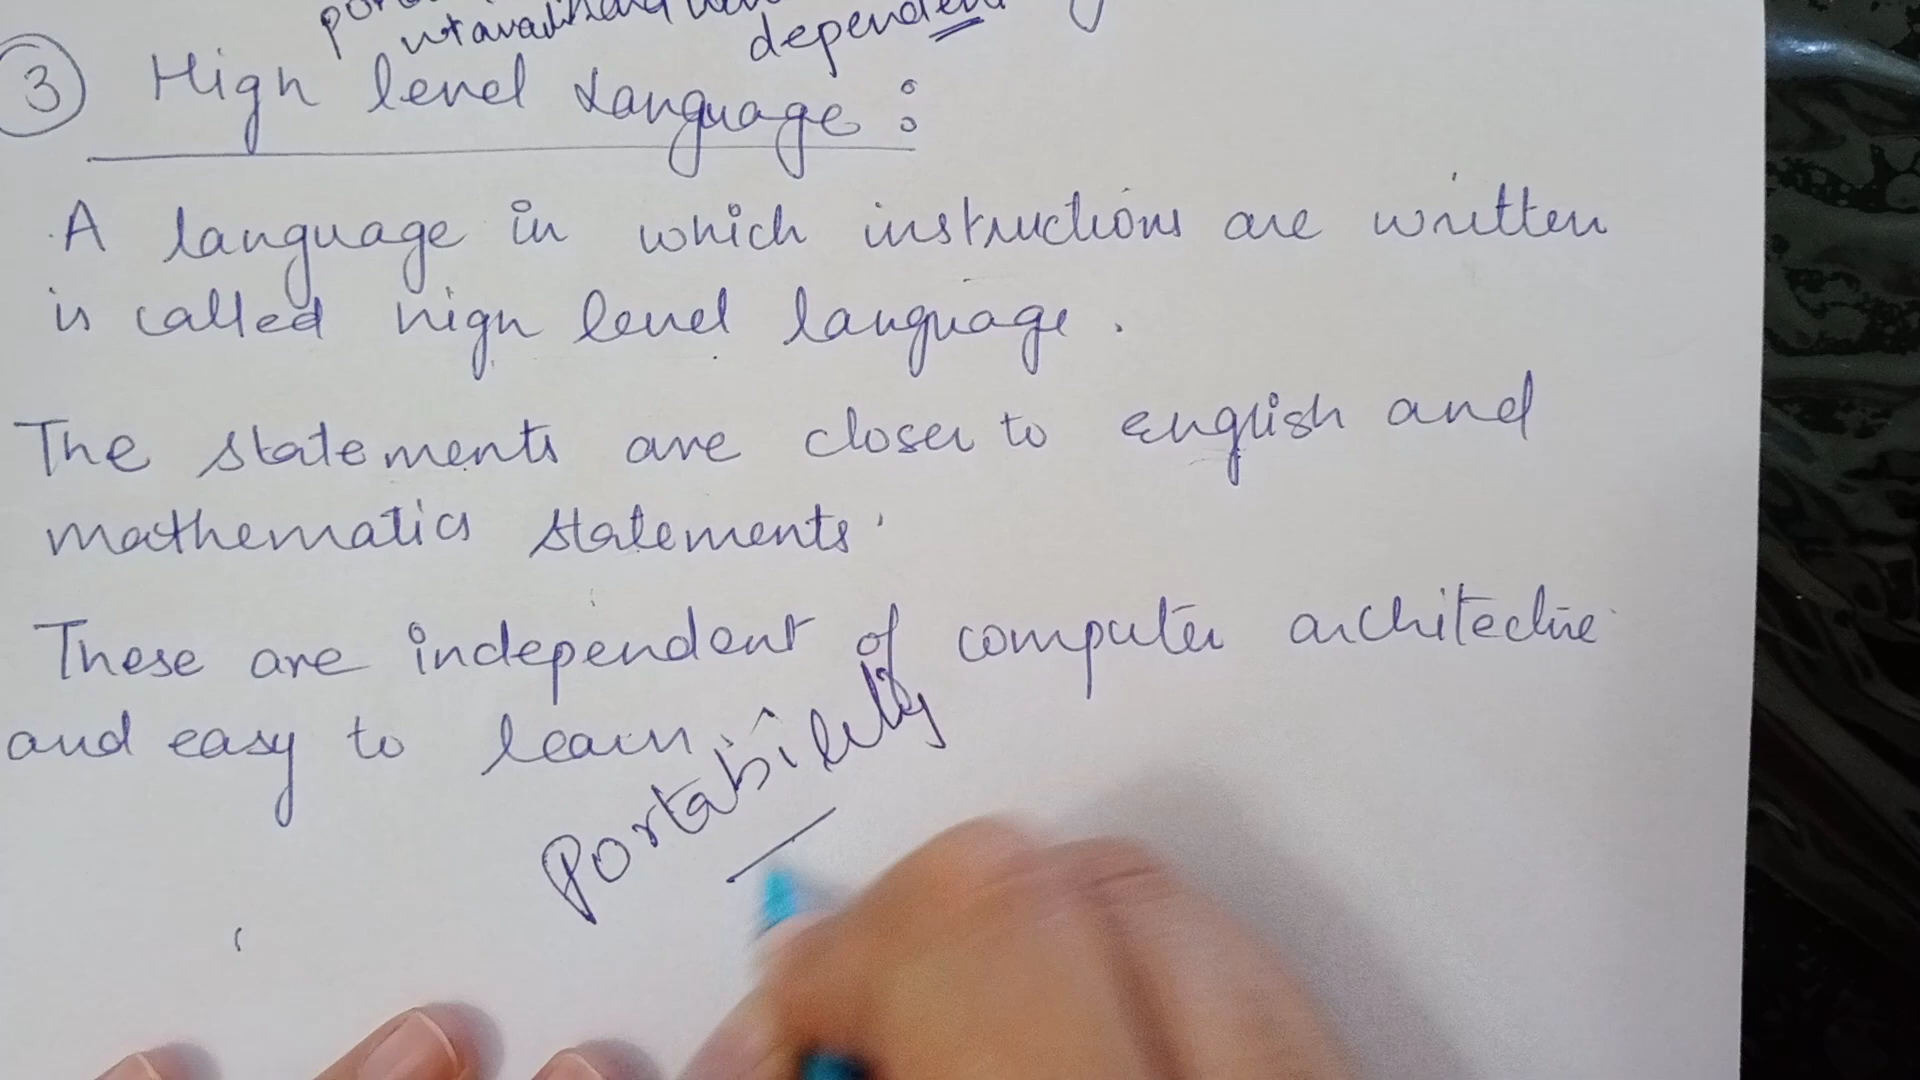 dependent
3 High level Language :
A language in which instructions are written
is called high level language .
The statements are closer to english and
mathematics statements.
These are independent of computer architecture
and easy to learn.
Portability